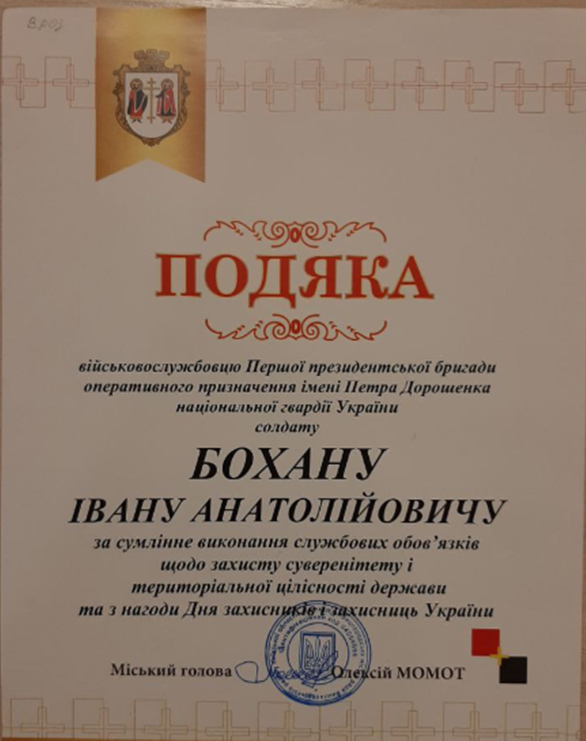 ПОДЯКА
військовослужбовцю Першої президентської бригади
оперативного призначення імені Петра Дорошенка
національної гвардії України
солдату
БОХАНУ
ІВАНУ АНАТОЛІЙОВИЧУ
за сумлінне виконання службових обов’язків
щодо захисту суверенітету і
територіальної цілісності держави
та з нагоди Дня захисників і захисниць України
Міський голова Олексій МОМОТ